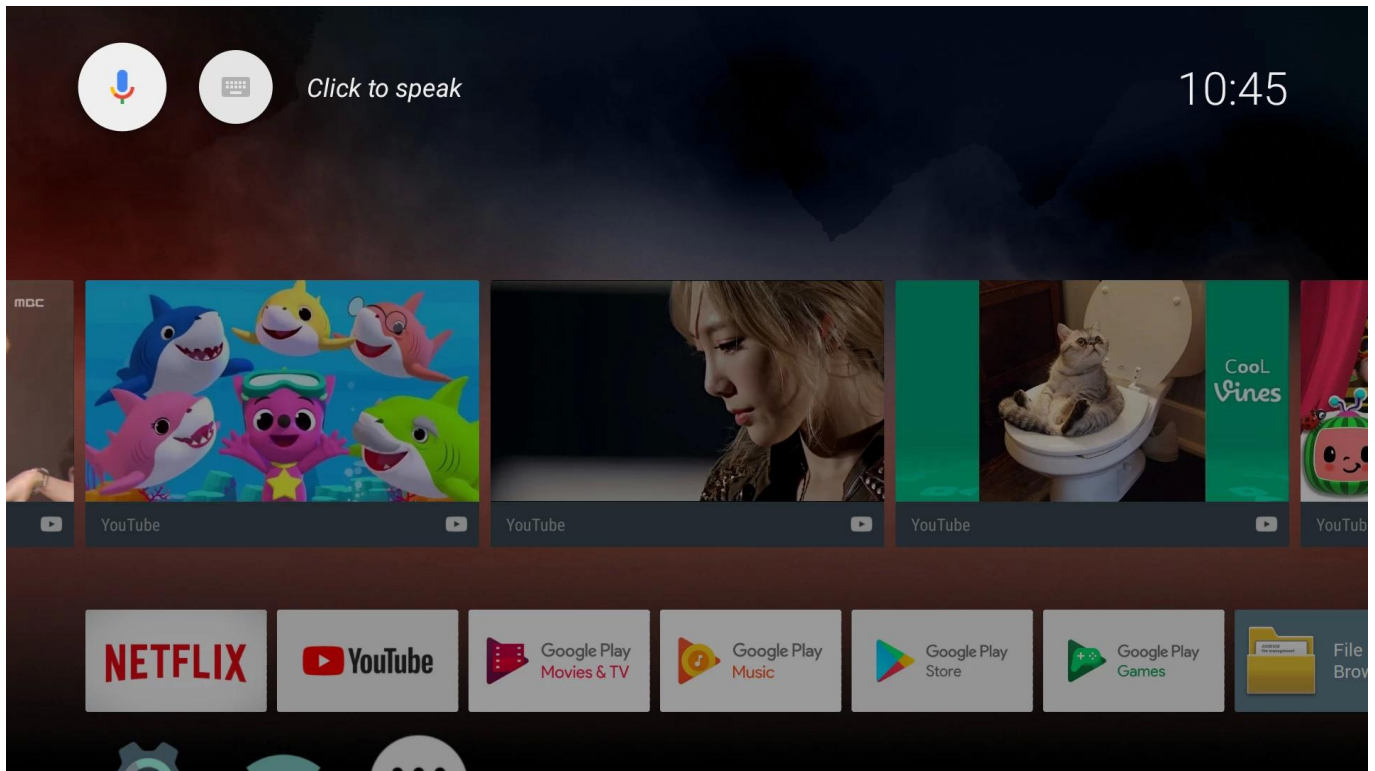 Click to speak
10:45
MBC
CooL
Vines
YouTube
YouTube
YouTube
YouTub
NETFLIX
YouTube
Google Play
Movies & TV
Google Play
Music
Google Play
Store
Google Play
Games
File
Brow